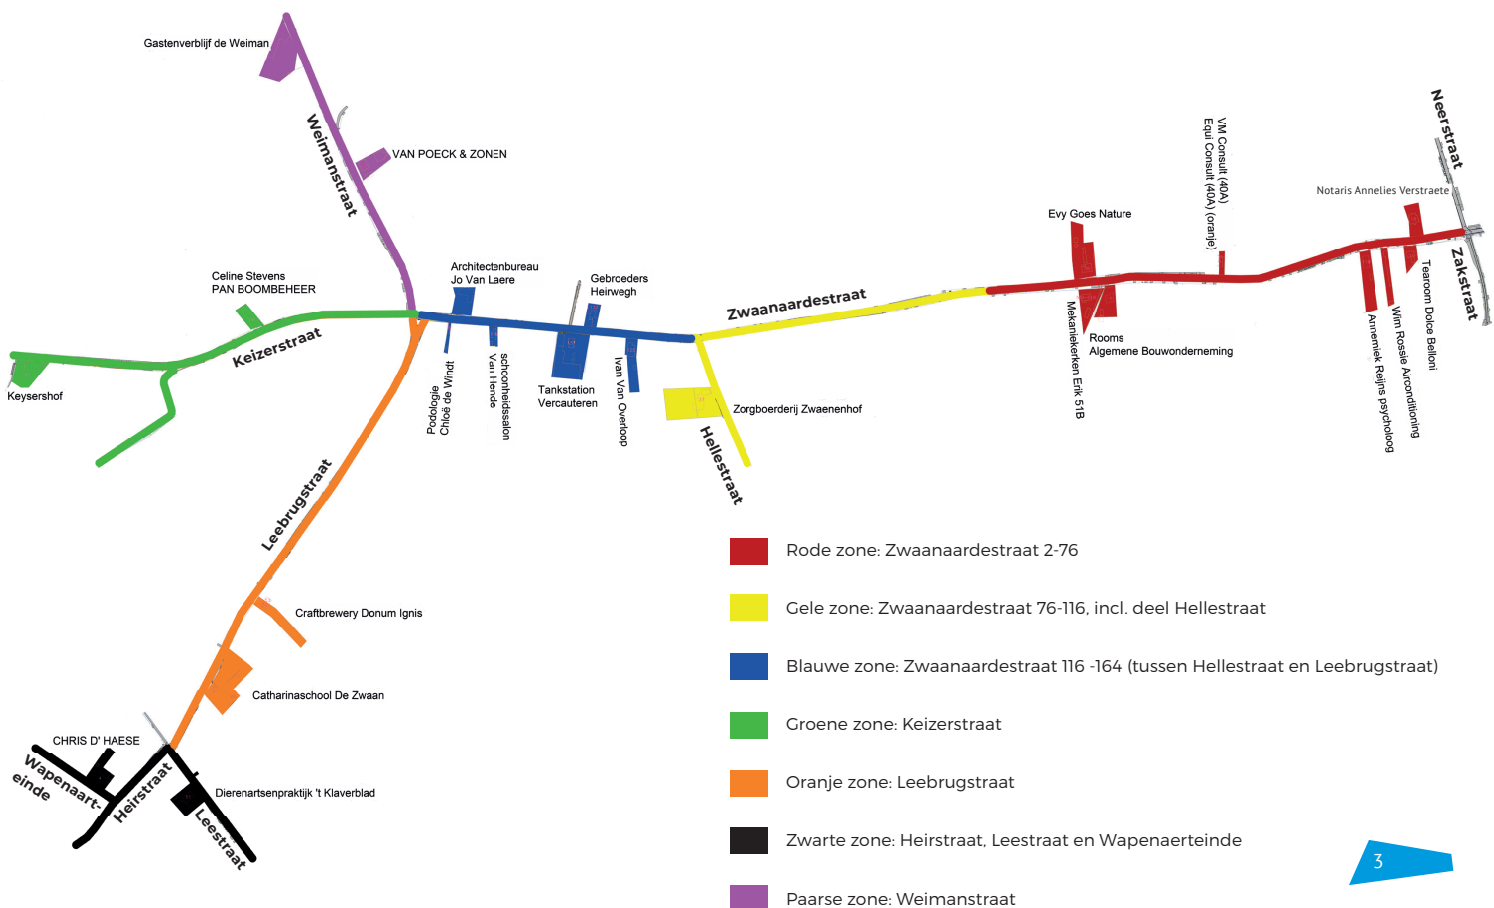 Gastenverblijf de Weiman
Weimanstraat
VAN POECK & ZONEN
Celine Stevens
PAN BOOMBEHEER
Keizerstraat
Keysershof
Architectenbureau
Jo Van Laere
Gebroeders
Heirwegh
Podologie
Chloë de Windt
schoonheidssalon
Van Hende
Tankstation
Vercauteren
Ivan Van Overloop
Zwaanaardestraat
Zorgboerderij Zwaenenhof
Hellestraat
Evy Goes Nature
Mekaniekerken Erik 51B
Rooms
Algemene Bouwonderneming
VM Consult (40A)
Equi Consult (40A) (oranje)
Neerstraat
Notaris Annelies Verstraete
Zakstraat
Tearoom Dolce Belloni
Wim Rossie Airconditioning
Annemiek Reijns psycholoog
Leebrugstraat
Craftbrewery Donum Ignis
Catharinaschool De Zwaan
CHRIS D' HAESE
Wapenaart-
einde
Heirstraat
Dierenartsenpraktijk 't Klaverblad
Leestraat
Rode zone: Zwaanaardestraat 2-76
Gele zone: Zwaanaardestraat 76-116, incl. deel Hellestraat
Blauwe zone: Zwaanaardestraat 116 -164 (tussen Hellestraat en Leebrugstraat)
Groene zone: Keizerstraat
Oranje zone: Leebrugstraat
Zwarte zone: Heirstraat, Leestraat en Wapenaerteinde
Paarse zone: Weimanstraat
3